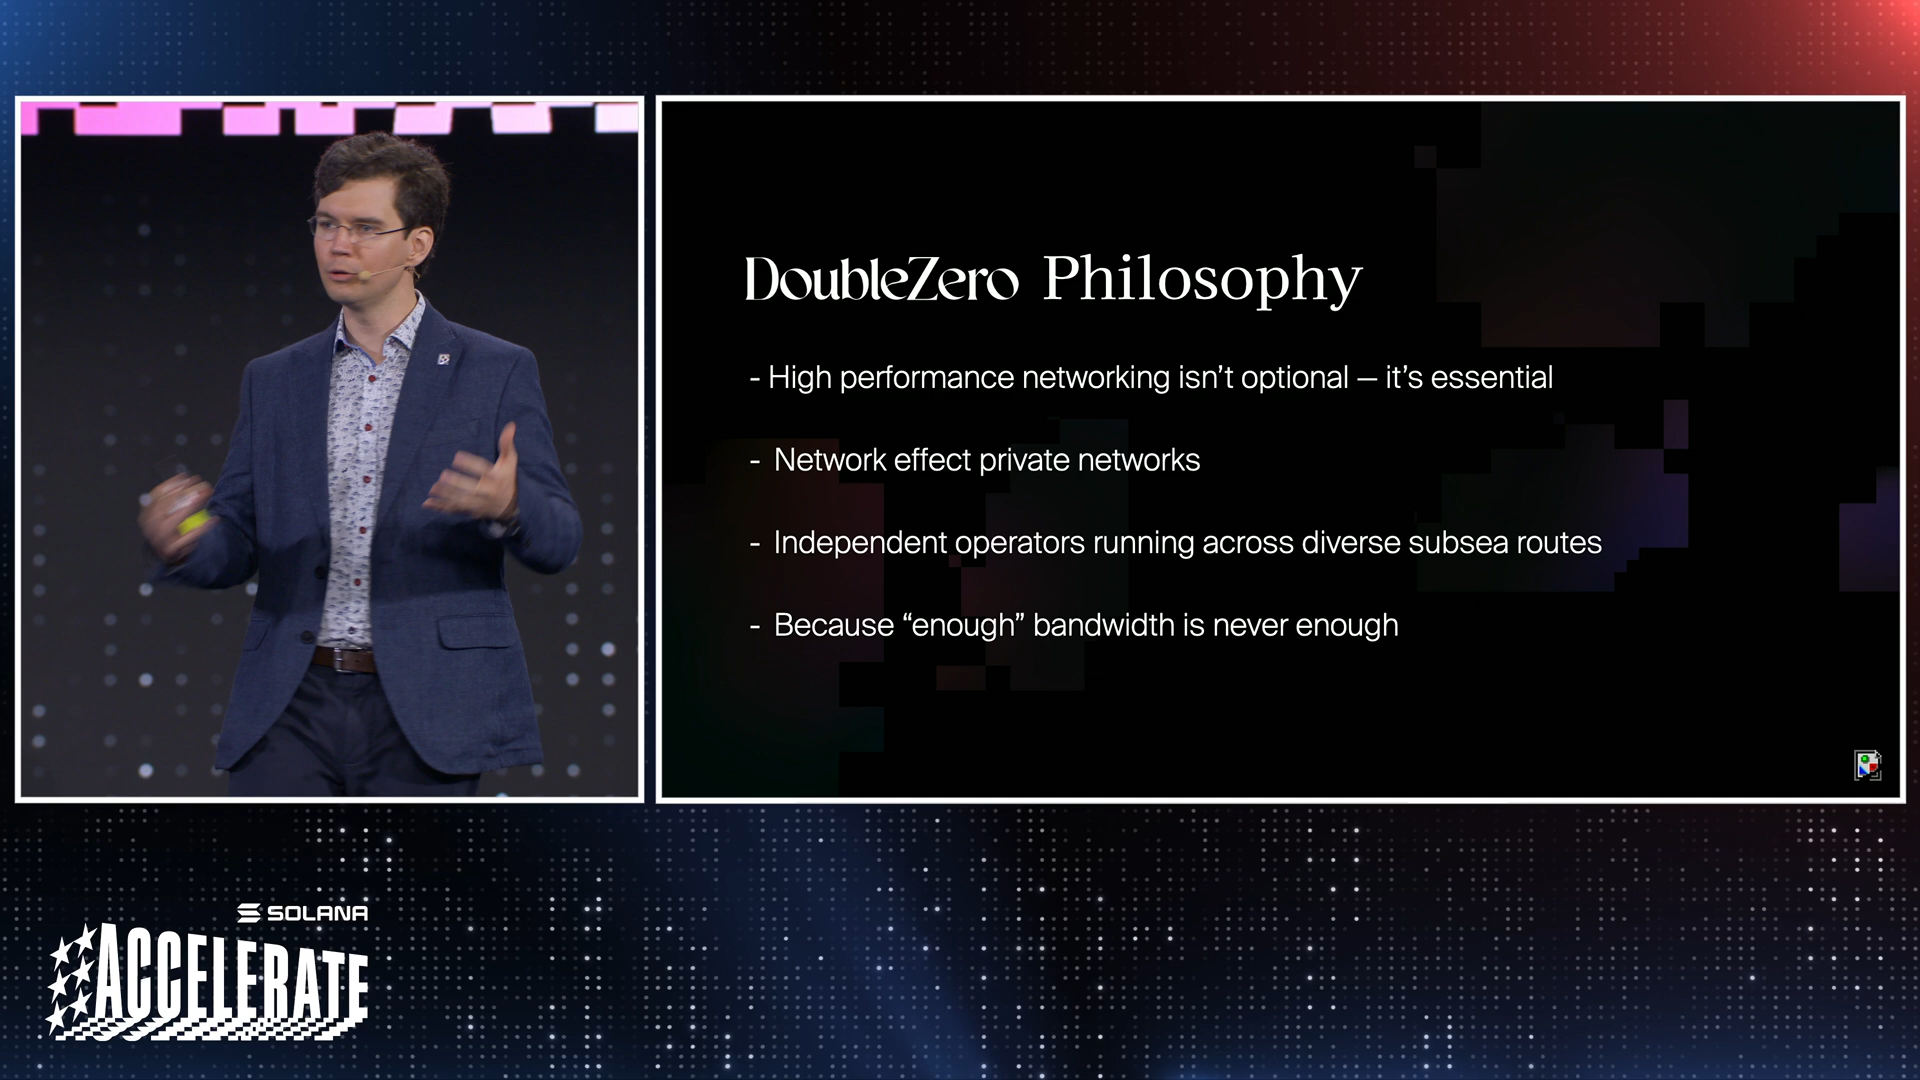 DoubleZero Philosophy
- High performance networking isn’t optional – it’s essential
- Network effect private networks
- Independent operators running across diverse subsea routes
- Because “enough” bandwidth is never enough
SOLANA
ACCELERATE